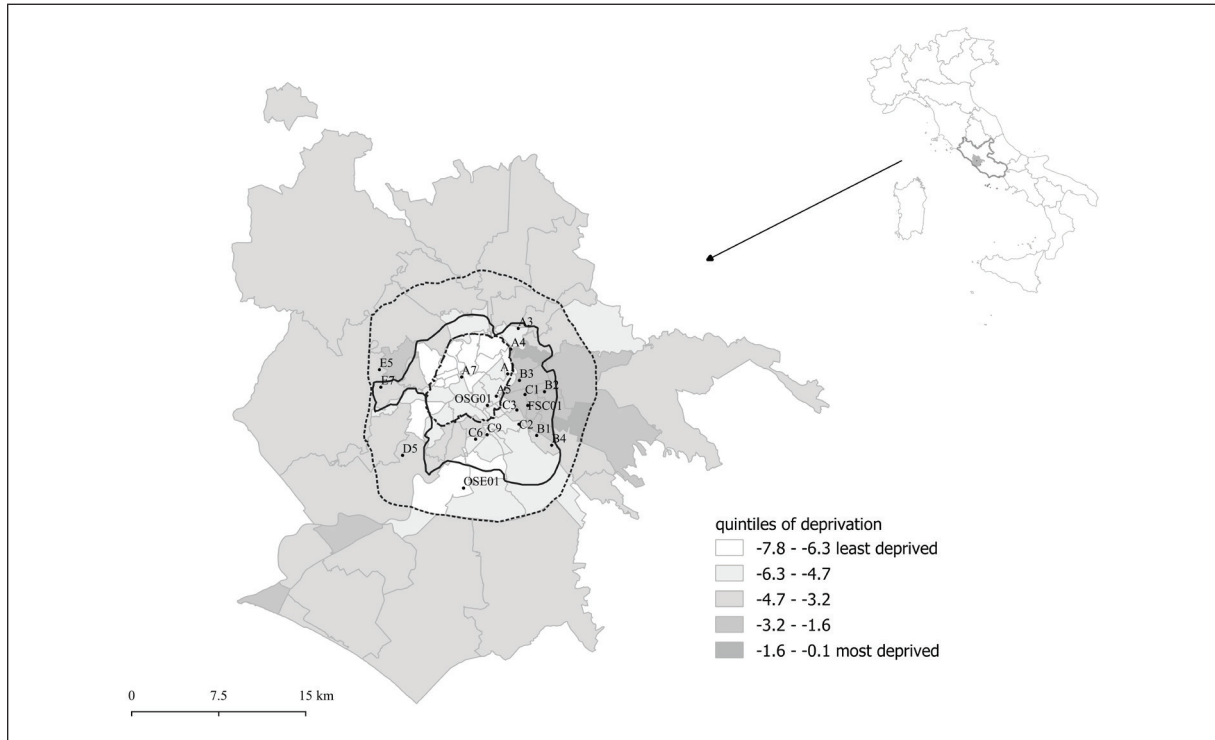 A3
A4
E5
E7
A7
A
B3
B2
C1
A5
OSG01
C3
FSC01
C2
C9
C6
B1
B4
D5
OSE01
quintiles of deprivation
-7.8 - -6.3 least deprived
-6.3 - -4.7
-4.7 - -3.2
-3.2 - -1.6
-1.6 - -0.1 most deprived
0 7.5 15 km